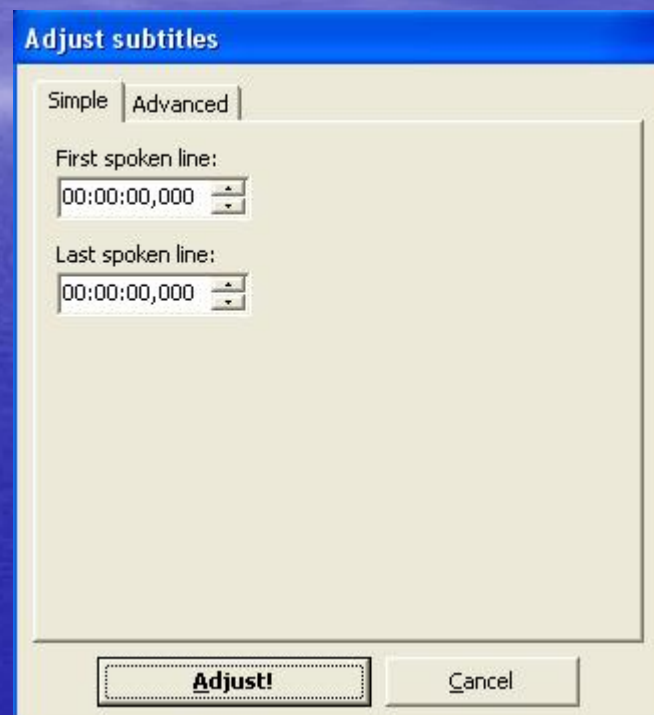 Adjust subtitles
Simple Advanced
First spoken line:
00:00:00,000
Last spoken line:
00:00:00,000
Adjust! Cancel